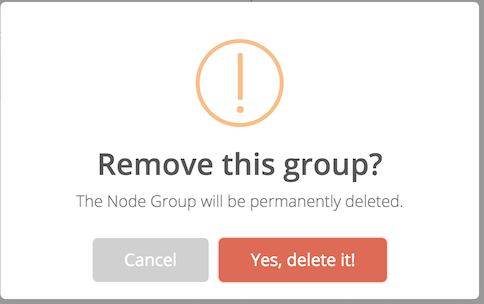 Remove this group?
The Node Group will be permanently deleted.
Cancel
Yes, delete it!